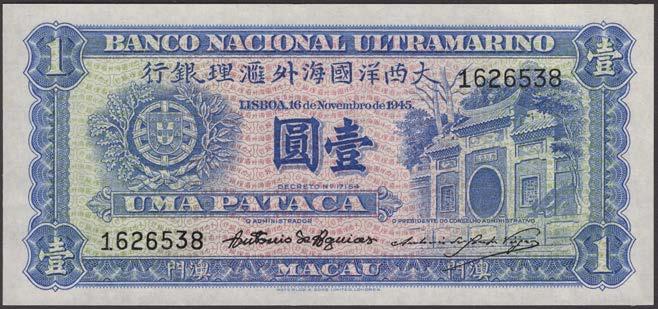 1 BANCO NACIONAL ULTRAMARINO 壹
大西洋國海外滙理銀行
1626538
LISBOA, 16 de Novembro de 1945.
壹圓
DECRETO Nº 17154
UMA PATACA
O ADMINISTRADOR
O PRESIDENTE DO CONSELHO ADMINISTRATIVO
1626538
壹 澳門 MACAU 澳門 1